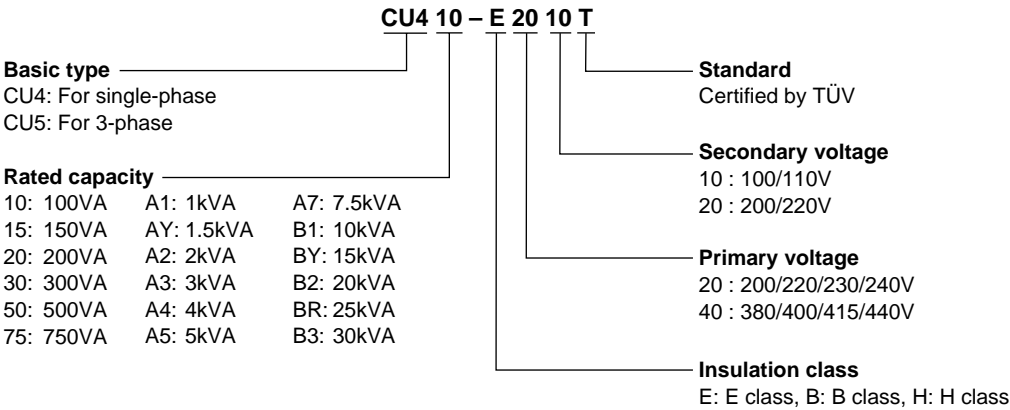 CU4 10 – E 20 10 T
Basic type
CU4: For single-phase
CU5: For 3-phase
Rated capacity
10: 100VA A1: 1kVA A7: 7.5kVA
15: 150VA AY: 1.5kVA B1: 10kVA
20: 200VA A2: 2kVA BY: 15kVA
30: 300VA A3: 3kVA B2: 20kVA
50: 500VA A4: 4kVA BR: 25kVA
75: 750VA A5: 5kVA B3: 30kVA
Standard
Certified by TÜV
Secondary voltage
10 : 100/110V
20 : 200/220V
Primary voltage
20 : 200/220/230/240V
40 : 380/400/415/440V
Insulation class
E: E class, B: B class, H: H class